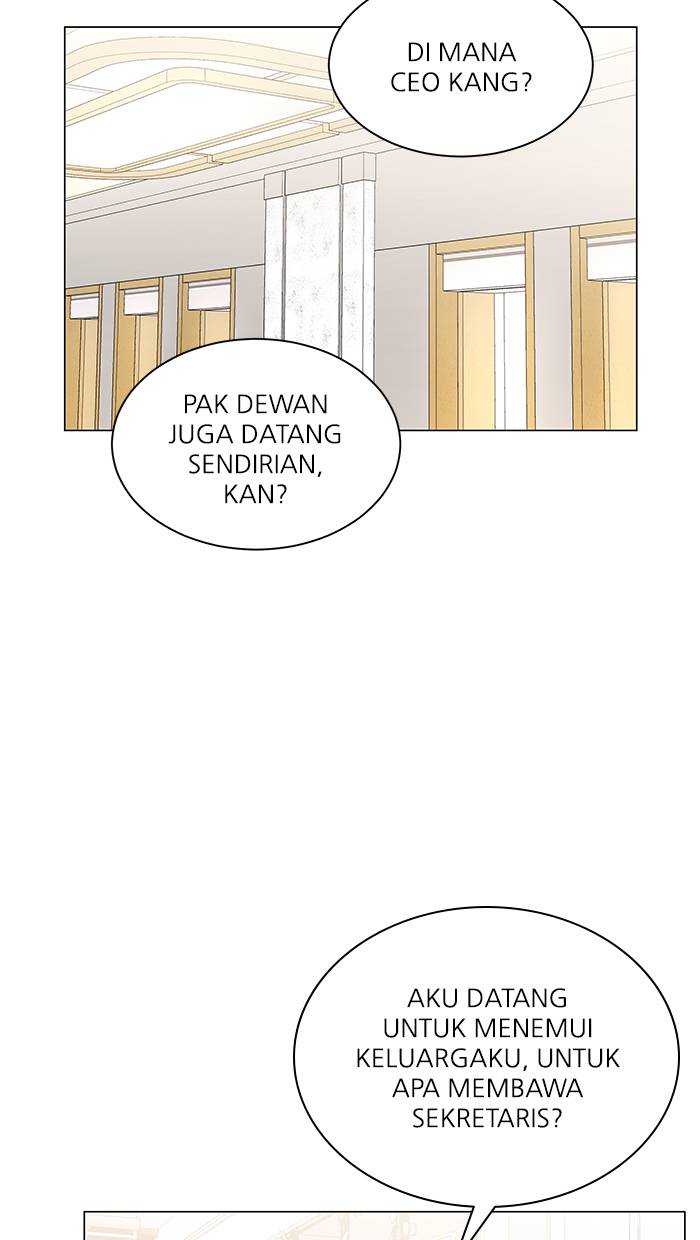 DI MANA
CEO KANG?
PAK DEWAN
JUGA DATANG
SENDIRIAN,
KAN?
AKU DATANG
UNTUK MENEMUI
KELUARGAKU, UNTUK
APA MEMBAWA
SEKRETARIS?